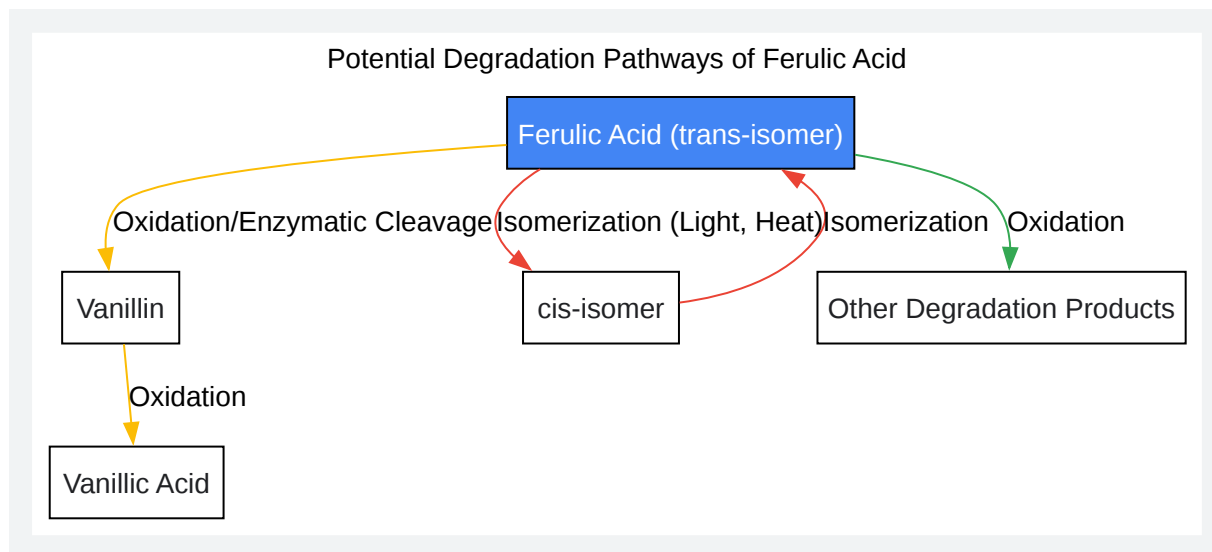 Potential Degradation Pathways of Ferulic Acid
Ferulic Acid (trans-isomer)
Oxidation/Enzymatic Cleavage
Isomerization (Light, Heat)
Isomerization
Oxidation
Vanillin
cis-isomer
Other Degradation Products
Oxidation
Vanillic Acid